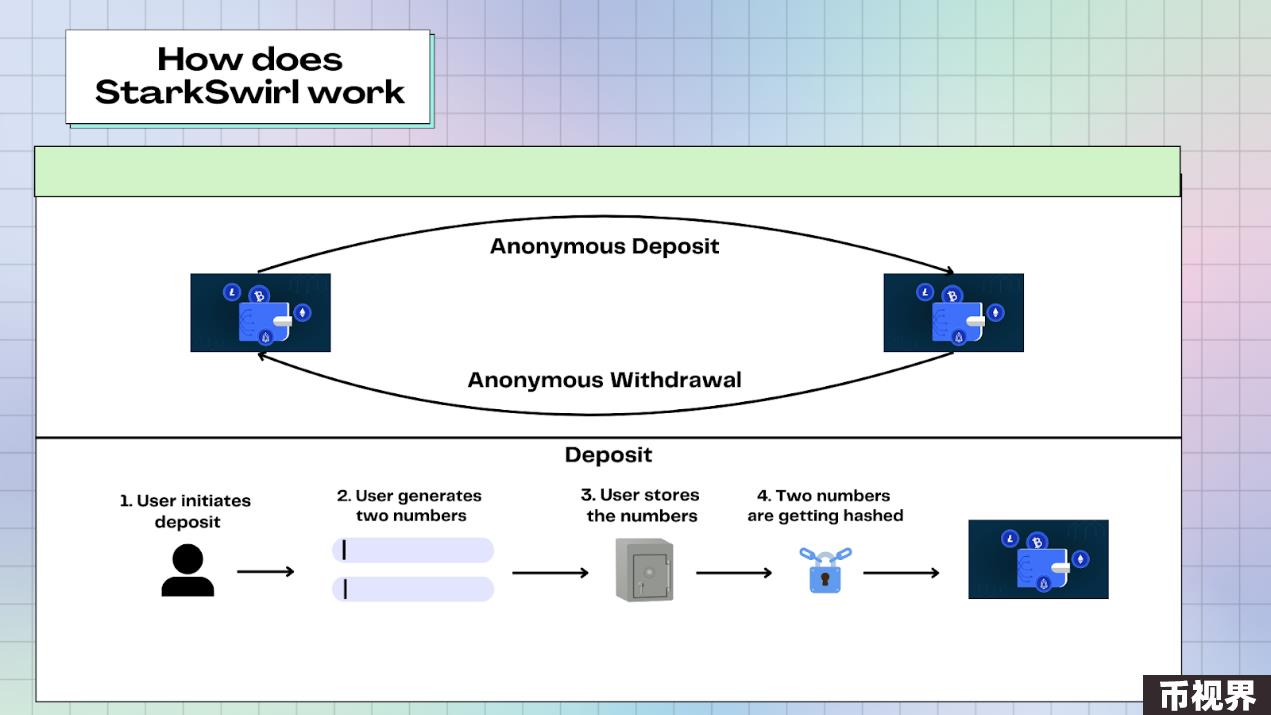 How does
StarkSwirl work
Anonymous Deposit
Anonymous Withdrawal
Deposit
1. User initiates
deposit
2. User generates
two numbers
3. User stores
the numbers
4. Two numbers
are getting hashed
币视界